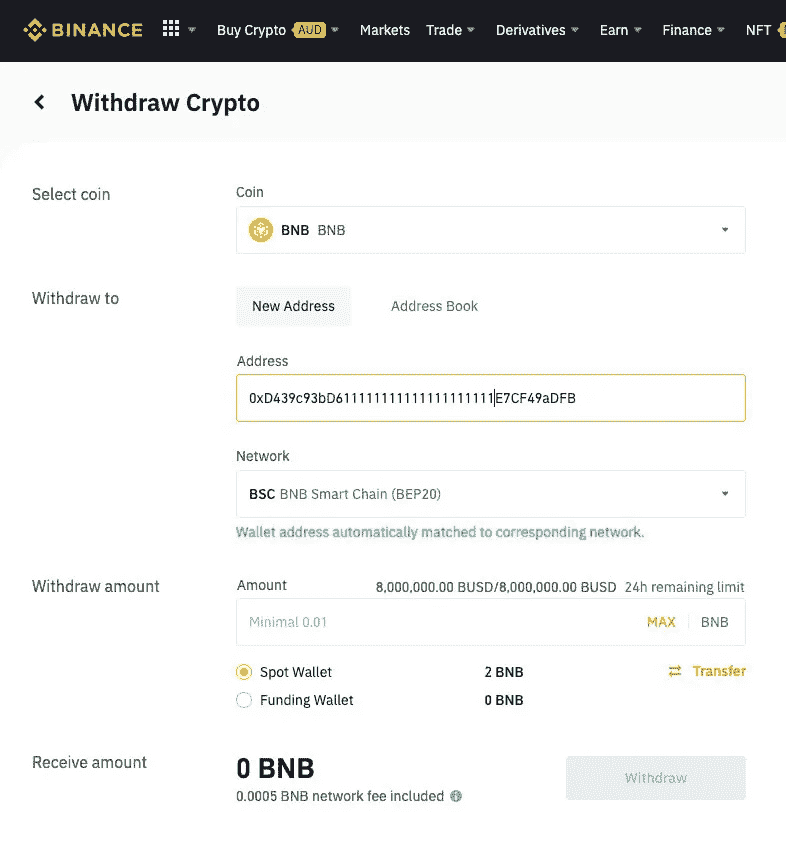 BINANCE Buy Crypto AUD Markets Trade Derivatives Earn Finance NFT
Withdraw Crypto
Select coin
Coin
BNB BNB
Withdraw to
New Address Address Book
Address
0xD439c93bD6111111111111111111111E7CF49aDFB
Network
BSC BNB Smart Chain (BEP20)
Wallet address automatically matched to corresponding network.
Withdraw amount
Amount 8,000,000.00 BUSD/8,000,000.00 BUSD 24h remaining limit
Minimal 0.01 MAX BNB
Spot Wallet 2 BNB Transfer
Funding Wallet 0 BNB
Receive amount
0 BNB
0.0005 BNB network fee included
Withdraw